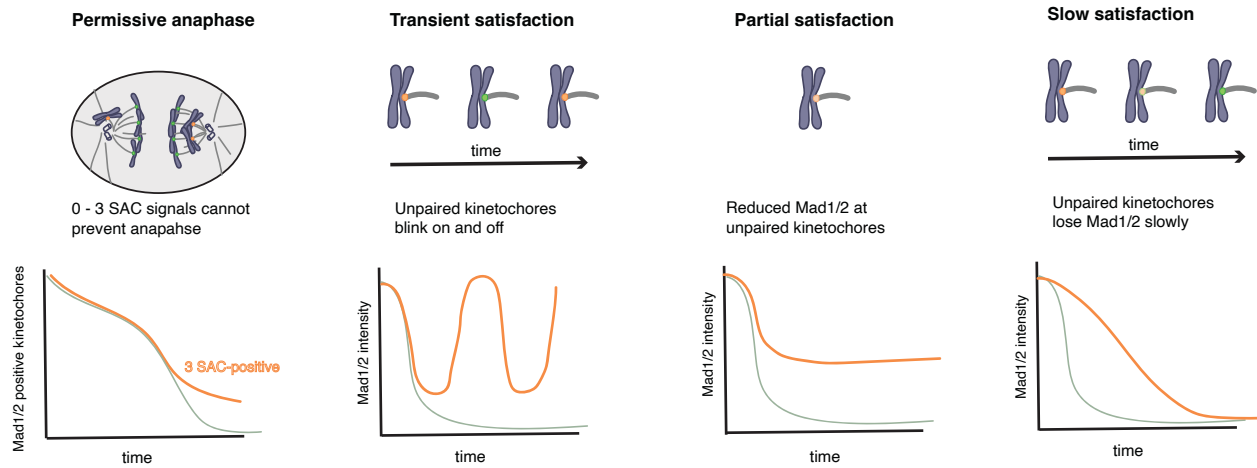 Permissive anaphase
Transient satisfaction
Partial satisfaction
Slow satisfaction
time
time
0 - 3 SAC signals cannot
prevent anapahse
Unpaired kinetochores
blink on and off
Reduced Mad1/2 at
unpaired kinetochores
Unpaired kinetochores
lose Mad1/2 slowly
Mad1/2 positive kinetochores
3 SAC-positive
time
Mad1/2 intensity
time
Mad1/2 intensity
time
Mad1/2 intensity
time